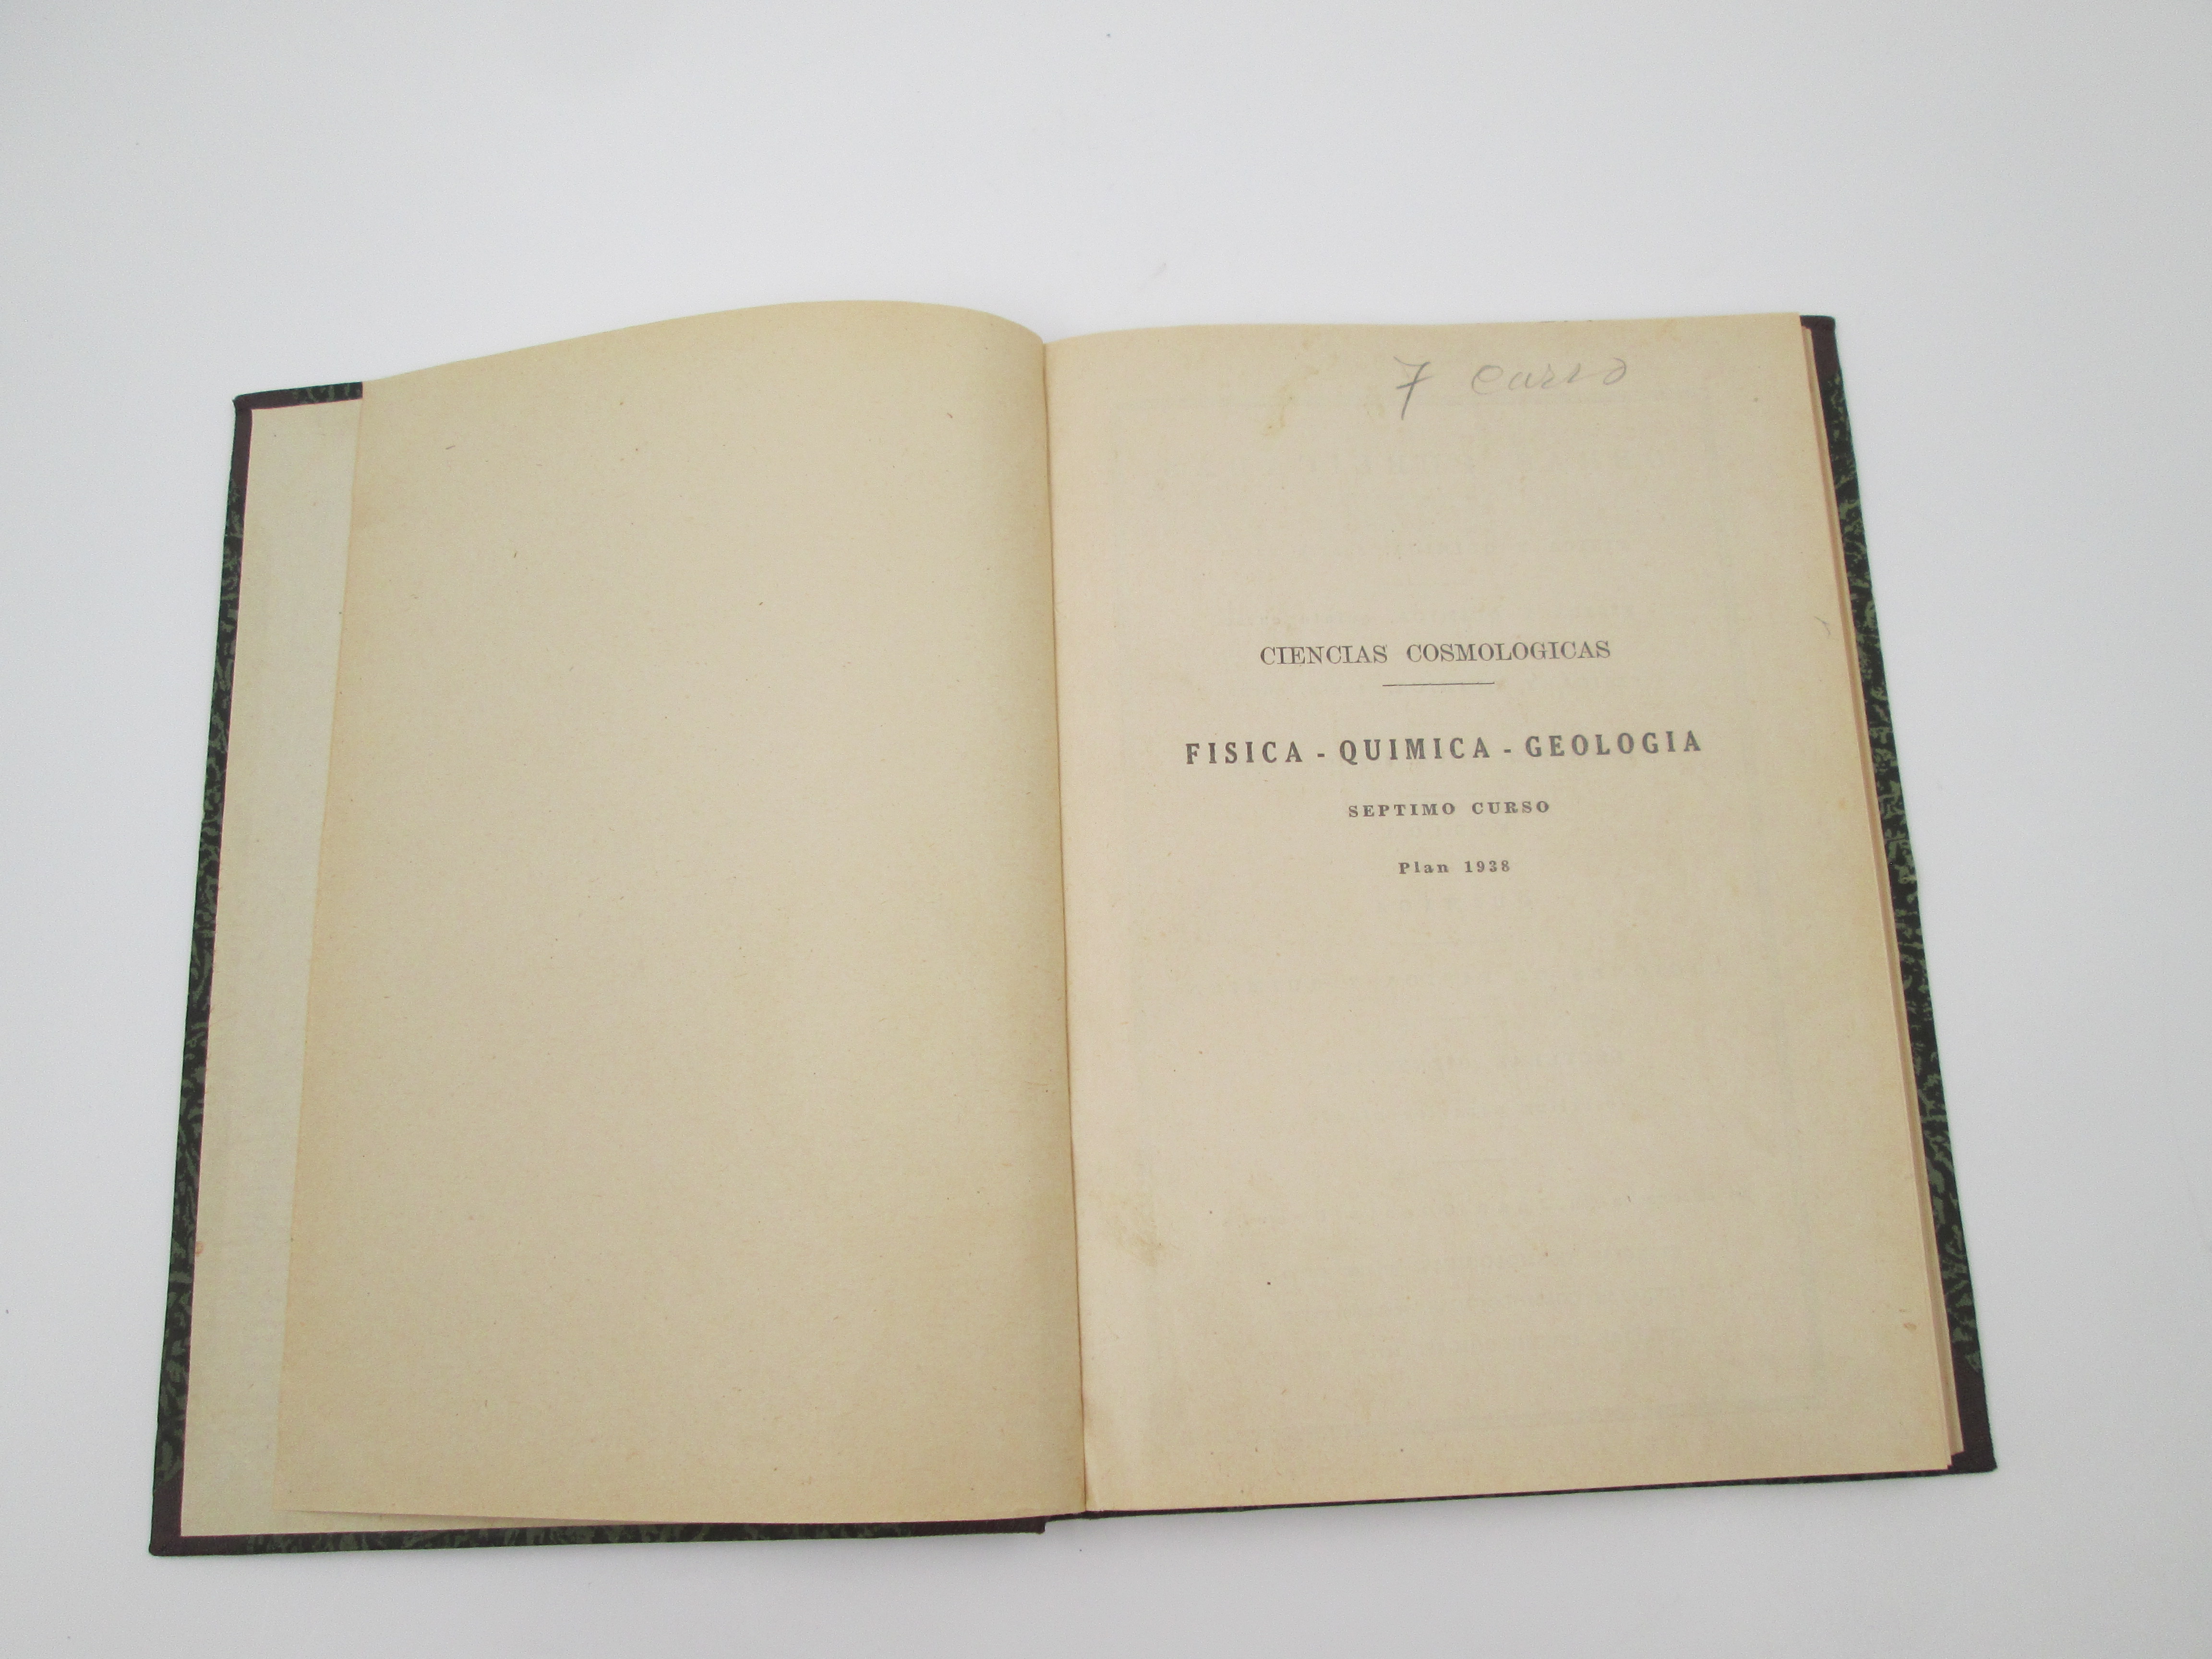 7 curso
CIENCIAS COSMOLOGICAS
FISICA - QUIMICA - GEOLOGIA
SEPTIMO CURSO
Plan 1938